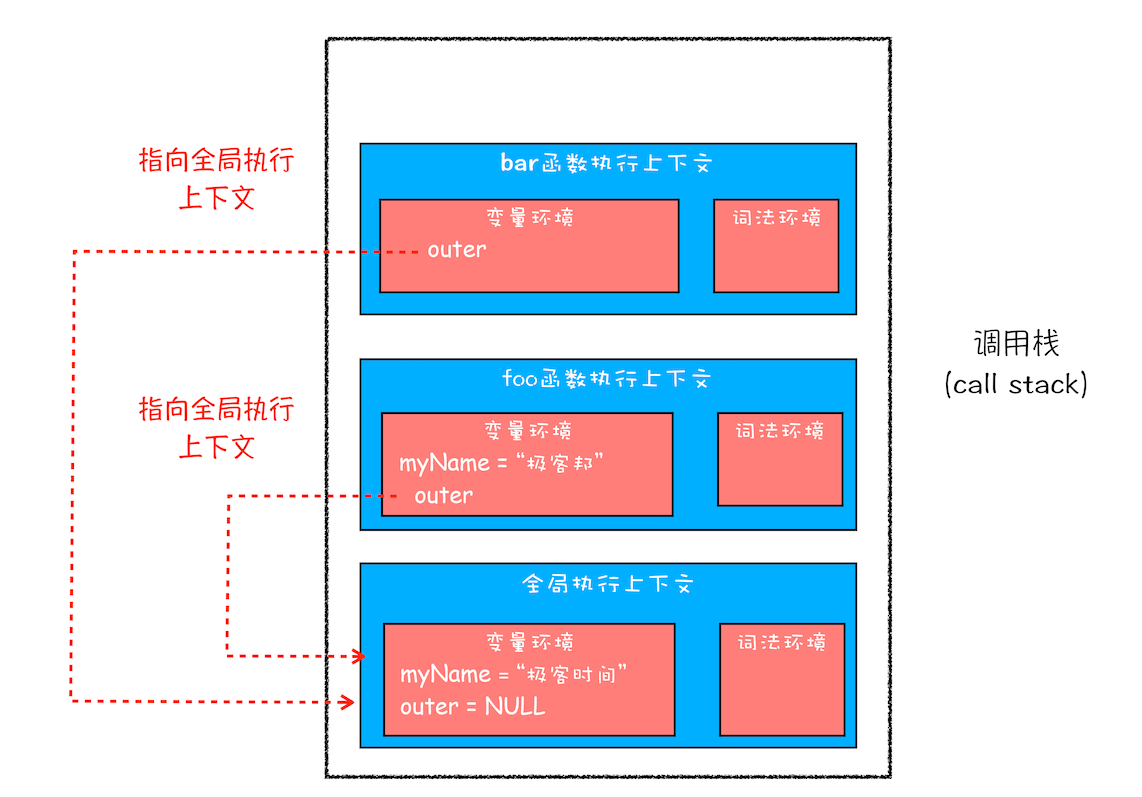 指向全局执行
上下文
bar函数执行上下文
变量环境
outer
词法环境
调用栈
(call stack)
指向全局执行
上下文
foo函数执行上下文
变量环境
myName = “极客邦”
outer
词法环境
全局执行上下文
变量环境
myName = “极客时间”
outer = NULL
词法环境